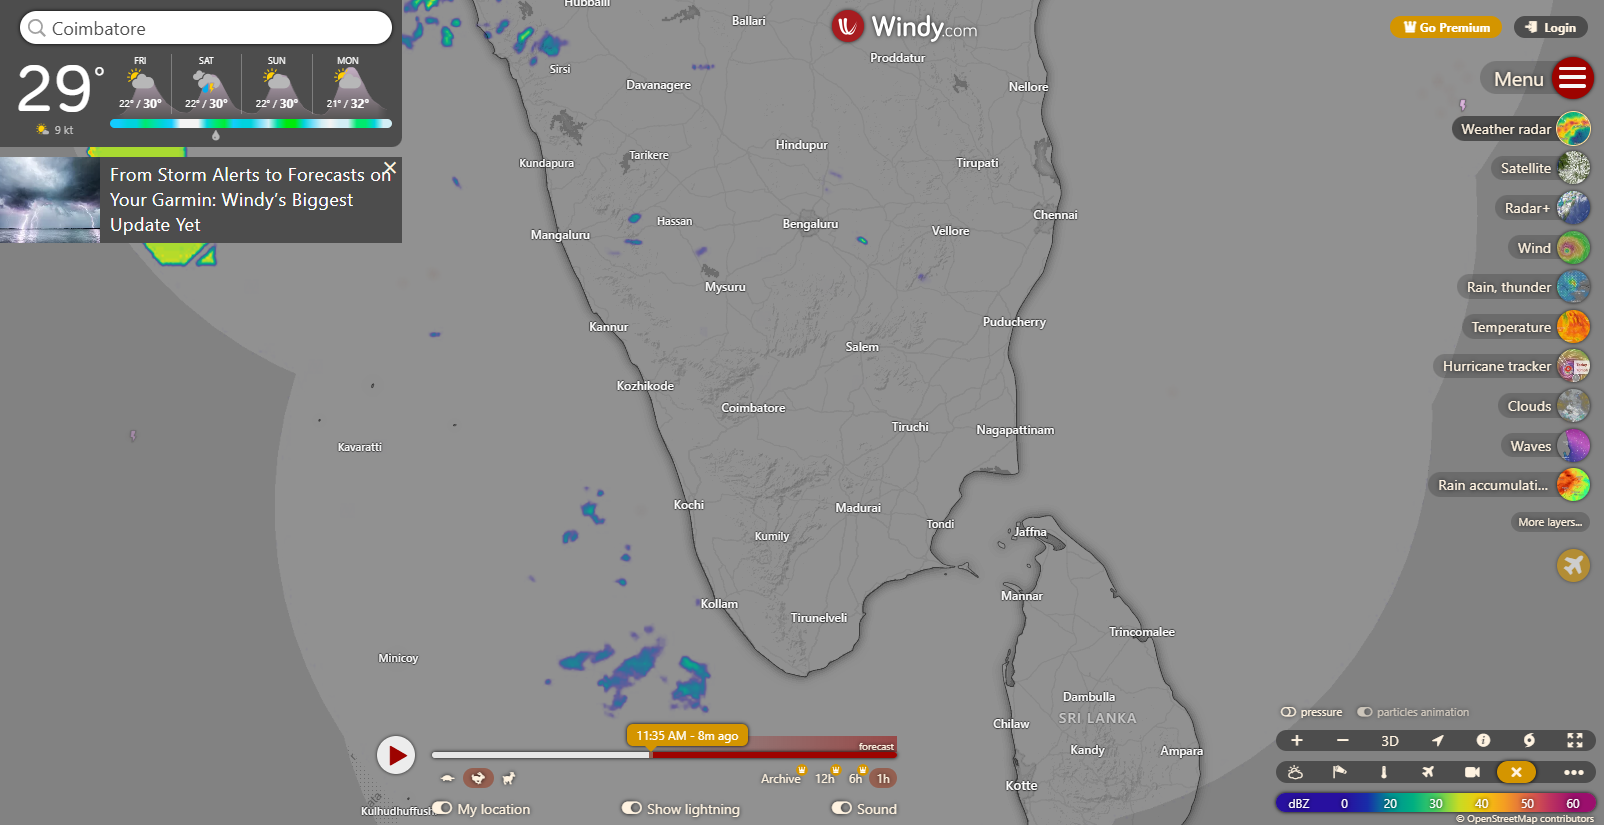 Coimbatore
29°
9 kt
FRI
22° / 30°
SAT
22° / 30°
SUN
22° / 30°
MON
21° / 32°
From Storm Alerts to Forecasts on
Your Garmin: Windy's Biggest
Update Yet
Windy.com
Go Premium
Login
Menu
Weather radar
Satellite
Radar+
Wind
Rain, thunder
Temperature
Hurricane tracker
Clouds
Waves
Rain accumulati...
More layers...
Hubballi
Ballari
Proddatur
Sirsi
Davanagere
Nellore
Hindupur
Kundapura
Tarikere
Tirupati
Chennai
Hassan
Bengaluru
Vellore
Mangaluru
Mysuru
Puducherry
Kannur
Salem
Kozhikode
Coimbatore
Tiruchi
Nagapattinam
Kavaratti
Kochi
Madurai
Tondi
Jaffna
Kumily
Mannar
Kollam
Tirunelveli
Trincomalee
Minicoy
Dambulla
SRI LANKA
Chilaw
Kandy
Ampara
Kotte
Kulhudhuffush
11:35 AM - 8m ago
forecast
Archive
12h
6h
1h
My location
Show lightning
Sound
pressure
particles animation
3D
dBZ 0 20 30 40 50 60
© OpenStreetMap contributors